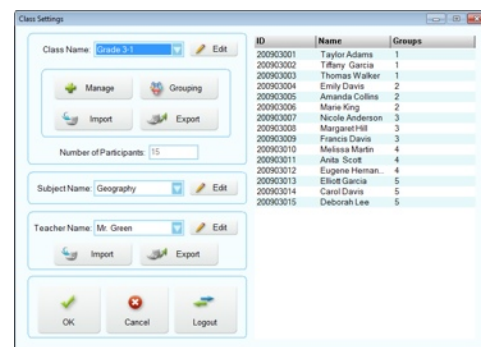 Class Settings
Class Name: Grade 3-1 Edit
Manage Grouping
Import Export
Number of Participants: 15
Subject Name: Geography Edit
Teacher Name: Mr. Green Edit
Import Export
OK Cancel Logout
ID Name Groups
200903001 Taylor Adams 1
200903002 Tiffany Garcia 1
200903003 Thomas Walker 1
200903004 Emily Davis 2
200903005 Amanda Collins 2
200903006 Marie King 2
200903007 Nicole Anderson 3
200903008 Margaret Hill 3
200903009 Francis Davis 3
200903010 Melissa Martin 4
200903011 Anita Scott 4
200903012 Eugene Hernan... 4
200903013 Elliott Garcia 5
200903014 Carol Davis 5
200903015 Deborah Lee 5